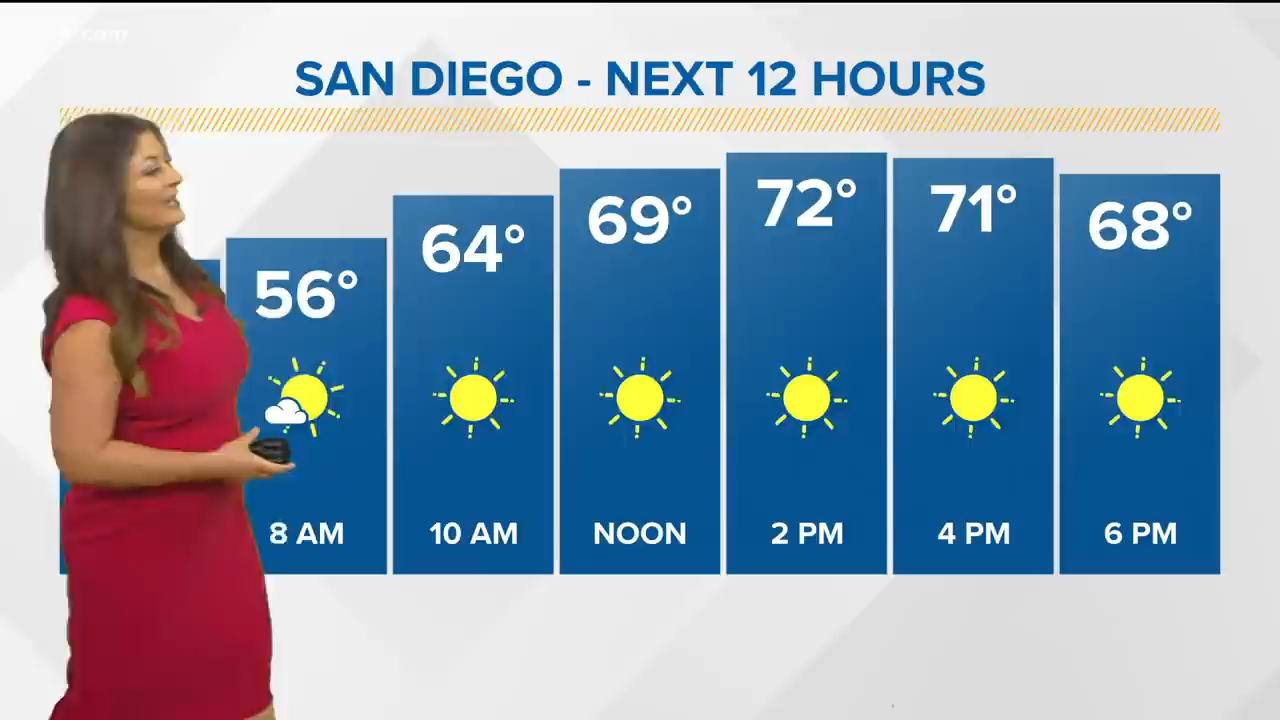 SAN DIEGO - NEXT 12 HOURS
56° 64° 69° 72° 71° 68°
8 AM 10 AM NOON 2 PM 4 PM 6 PM